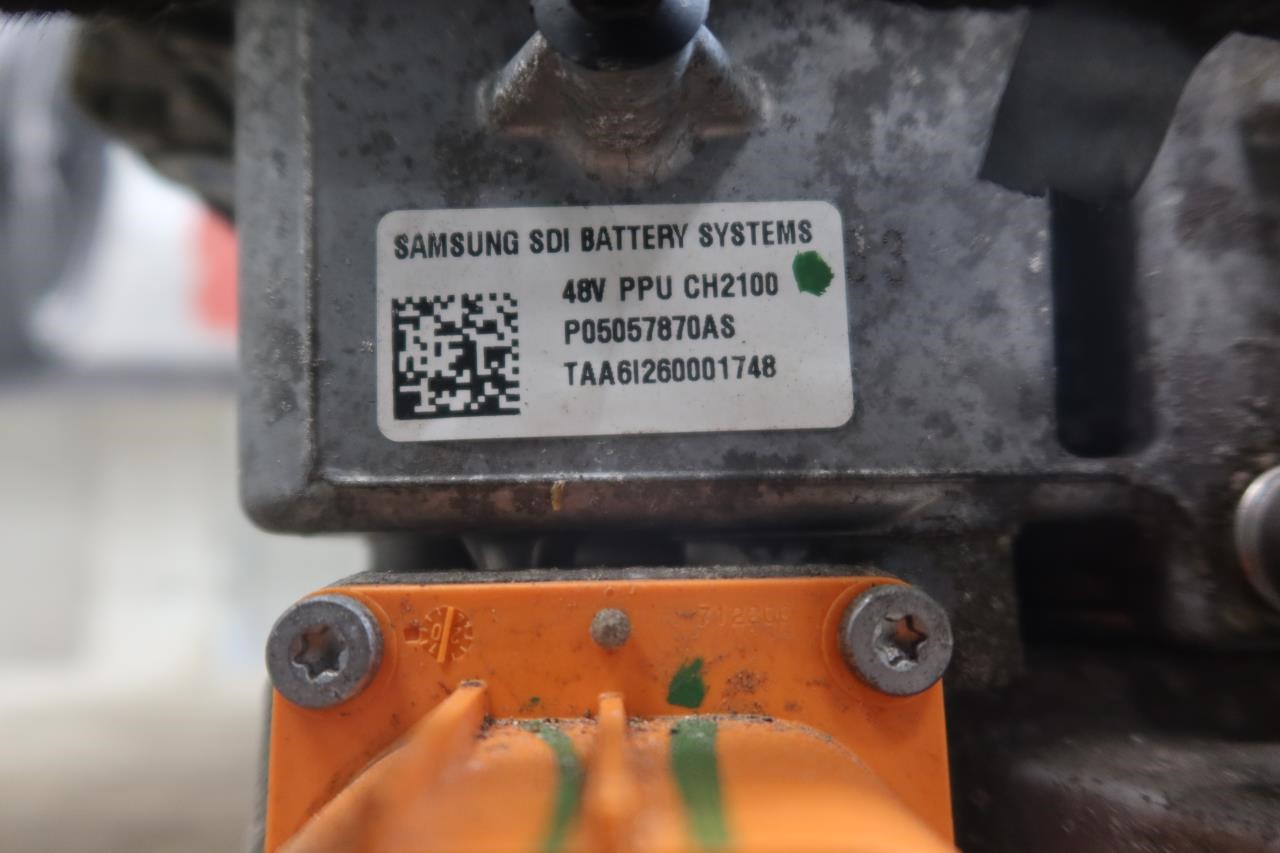 SAMSUNG SDI BATTERY SYSTEMS
48V PPU CH2100
P05057870AS
TAA6I260001748